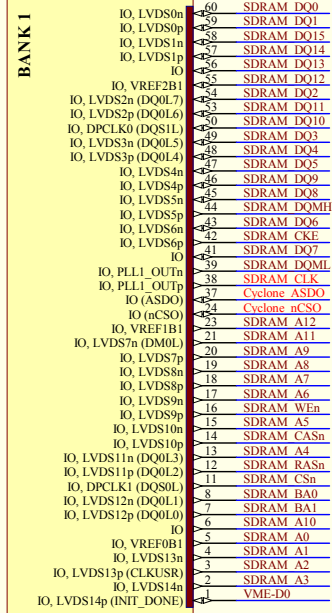 BANK 1
IO, LVDS0n 60 SDRAM_DQ0
IO, LVDS0p 59 SDRAM_DQ1
IO, LVDS1n 58 SDRAM_DQ15
IO, LVDS1p 57 SDRAM_DQ14
IO 56 SDRAM_DQ13
IO, VREF2B1 55 SDRAM_DQ12
IO, LVDS2n (DQ0L7) 54 SDRAM_DQ2
IO, LVDS2p (DQ0L6) 53 SDRAM_DQ11
IO, DPCLK0 (DQS1L) 50 SDRAM_DQ10
IO, LVDS3n (DQ0L5) 49 SDRAM_DQ3
IO, LVDS3p (DQ0L4) 48 SDRAM_DQ4
IO, LVDS4n 47 SDRAM_DQ5
IO, LVDS4p 46 SDRAM_DQ9
IO, LVDS5n 45 SDRAM_DQ8
IO, LVDS5p 44 SDRAM_DQMH
IO, LVDS6n 43 SDRAM_DQ6
IO, LVDS6p 42 SDRAM_CKE
IO 41 SDRAM_DQ7
IO, PLL1_OUTn 39 SDRAM_DQML
IO, PLL1_OUTp 38 SDRAM_CLK
IO (ASDO) 37 Cyclone_ASDO
IO (nCSO) 24 Cyclone_nCSO
IO, VREF1B1 23 SDRAM_A12
IO, LVDS7n (DM0L) 21 SDRAM_A11
IO, LVDS7p 20 SDRAM_A9
IO, LVDS8n 19 SDRAM_A8
IO, LVDS8p 18 SDRAM_A7
IO, LVDS9n 17 SDRAM_A6
IO, LVDS9p 16 SDRAM_WEn
IO, LVDS10n 15 SDRAM_A5
IO, LVDS10p 14 SDRAM_CASn
IO, LVDS11n (DQ0L3) 13 SDRAM_A4
IO, LVDS11p (DQ0L2) 12 SDRAM_RASn
IO, DPCLK1 (DQS0L) 11 SDRAM_CSn
IO, LVDS12n (DQ0L1) 8 SDRAM_BA0
IO, LVDS12p (DQ0L0) 7 SDRAM_BA1
IO 6 SDRAM_A10
IO, VREF0B1 5 SDRAM_A0
IO, LVDS13n 4 SDRAM_A1
IO, LVDS13p (CLKUSR) 3 SDRAM_A2
IO, LVDS14n 2 SDRAM_A3
IO, LVDS14p (INIT_DONE) 1 VME-D0